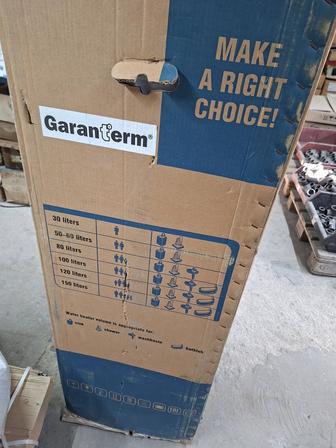 MAKE
A RIGHT
CHOICE!
Garanterm®
30 liters
50-60 liters
80 liters
100 liters
120 liters
150 liters
Water heater volume is appropriate for:
sink
shower
washbasin
bathtub